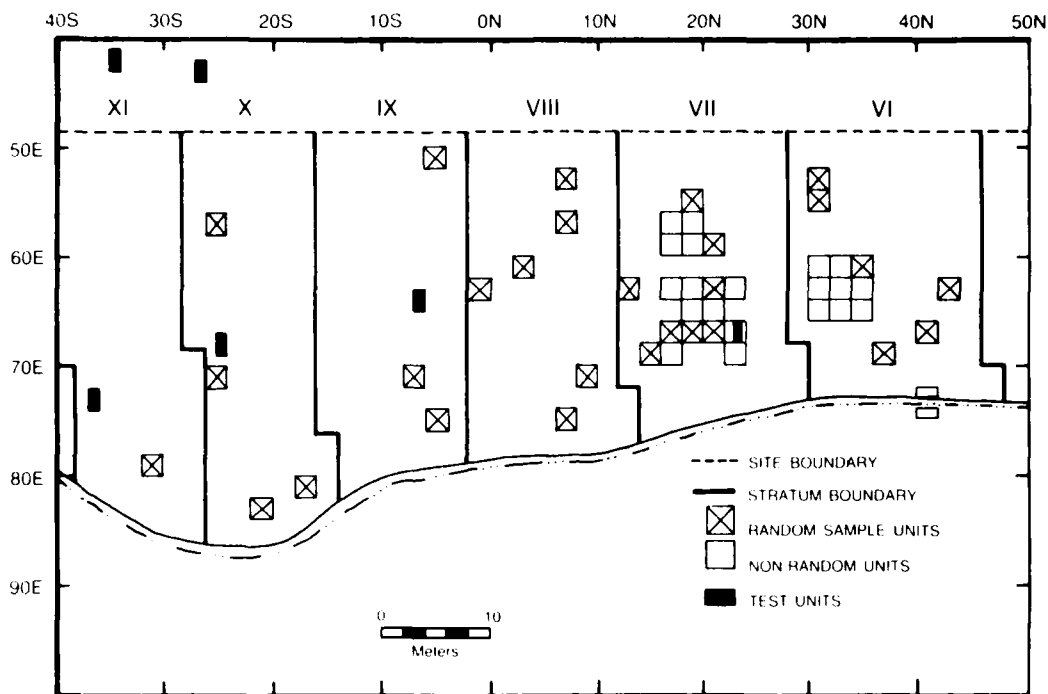 40S 30S 20S 10S 0N 10N 20N 30N 40N 50N
XI X IX VIII VII VI
50E
60E
70E
80E
90E
SITE BOUNDARY
STRATUM BOUNDARY
RANDOM SAMPLE UNITS
NON RANDOM UNITS
TEST UNITS
0 10
Meters